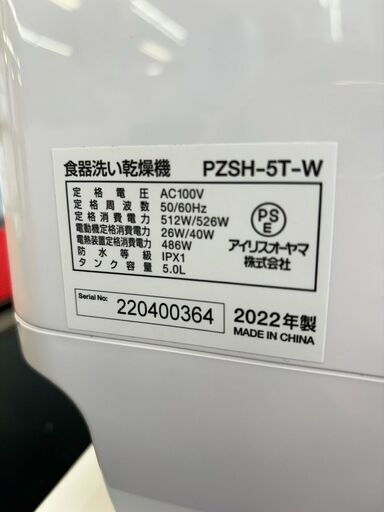 食器洗い乾燥機 PZSH-5T-W
定格電圧 AC100V
定格周波数 50/60Hz
定格消費電力 512W/526W
電動機定格消費電力 26W/40W
電熱装置定格消費電力 486W
防水等級 IPX1
タンク容量 5.0L
PS
E
アイリスオーヤマ
株式会社
Serial No: 220400364
2022年製
MADE IN CHINA